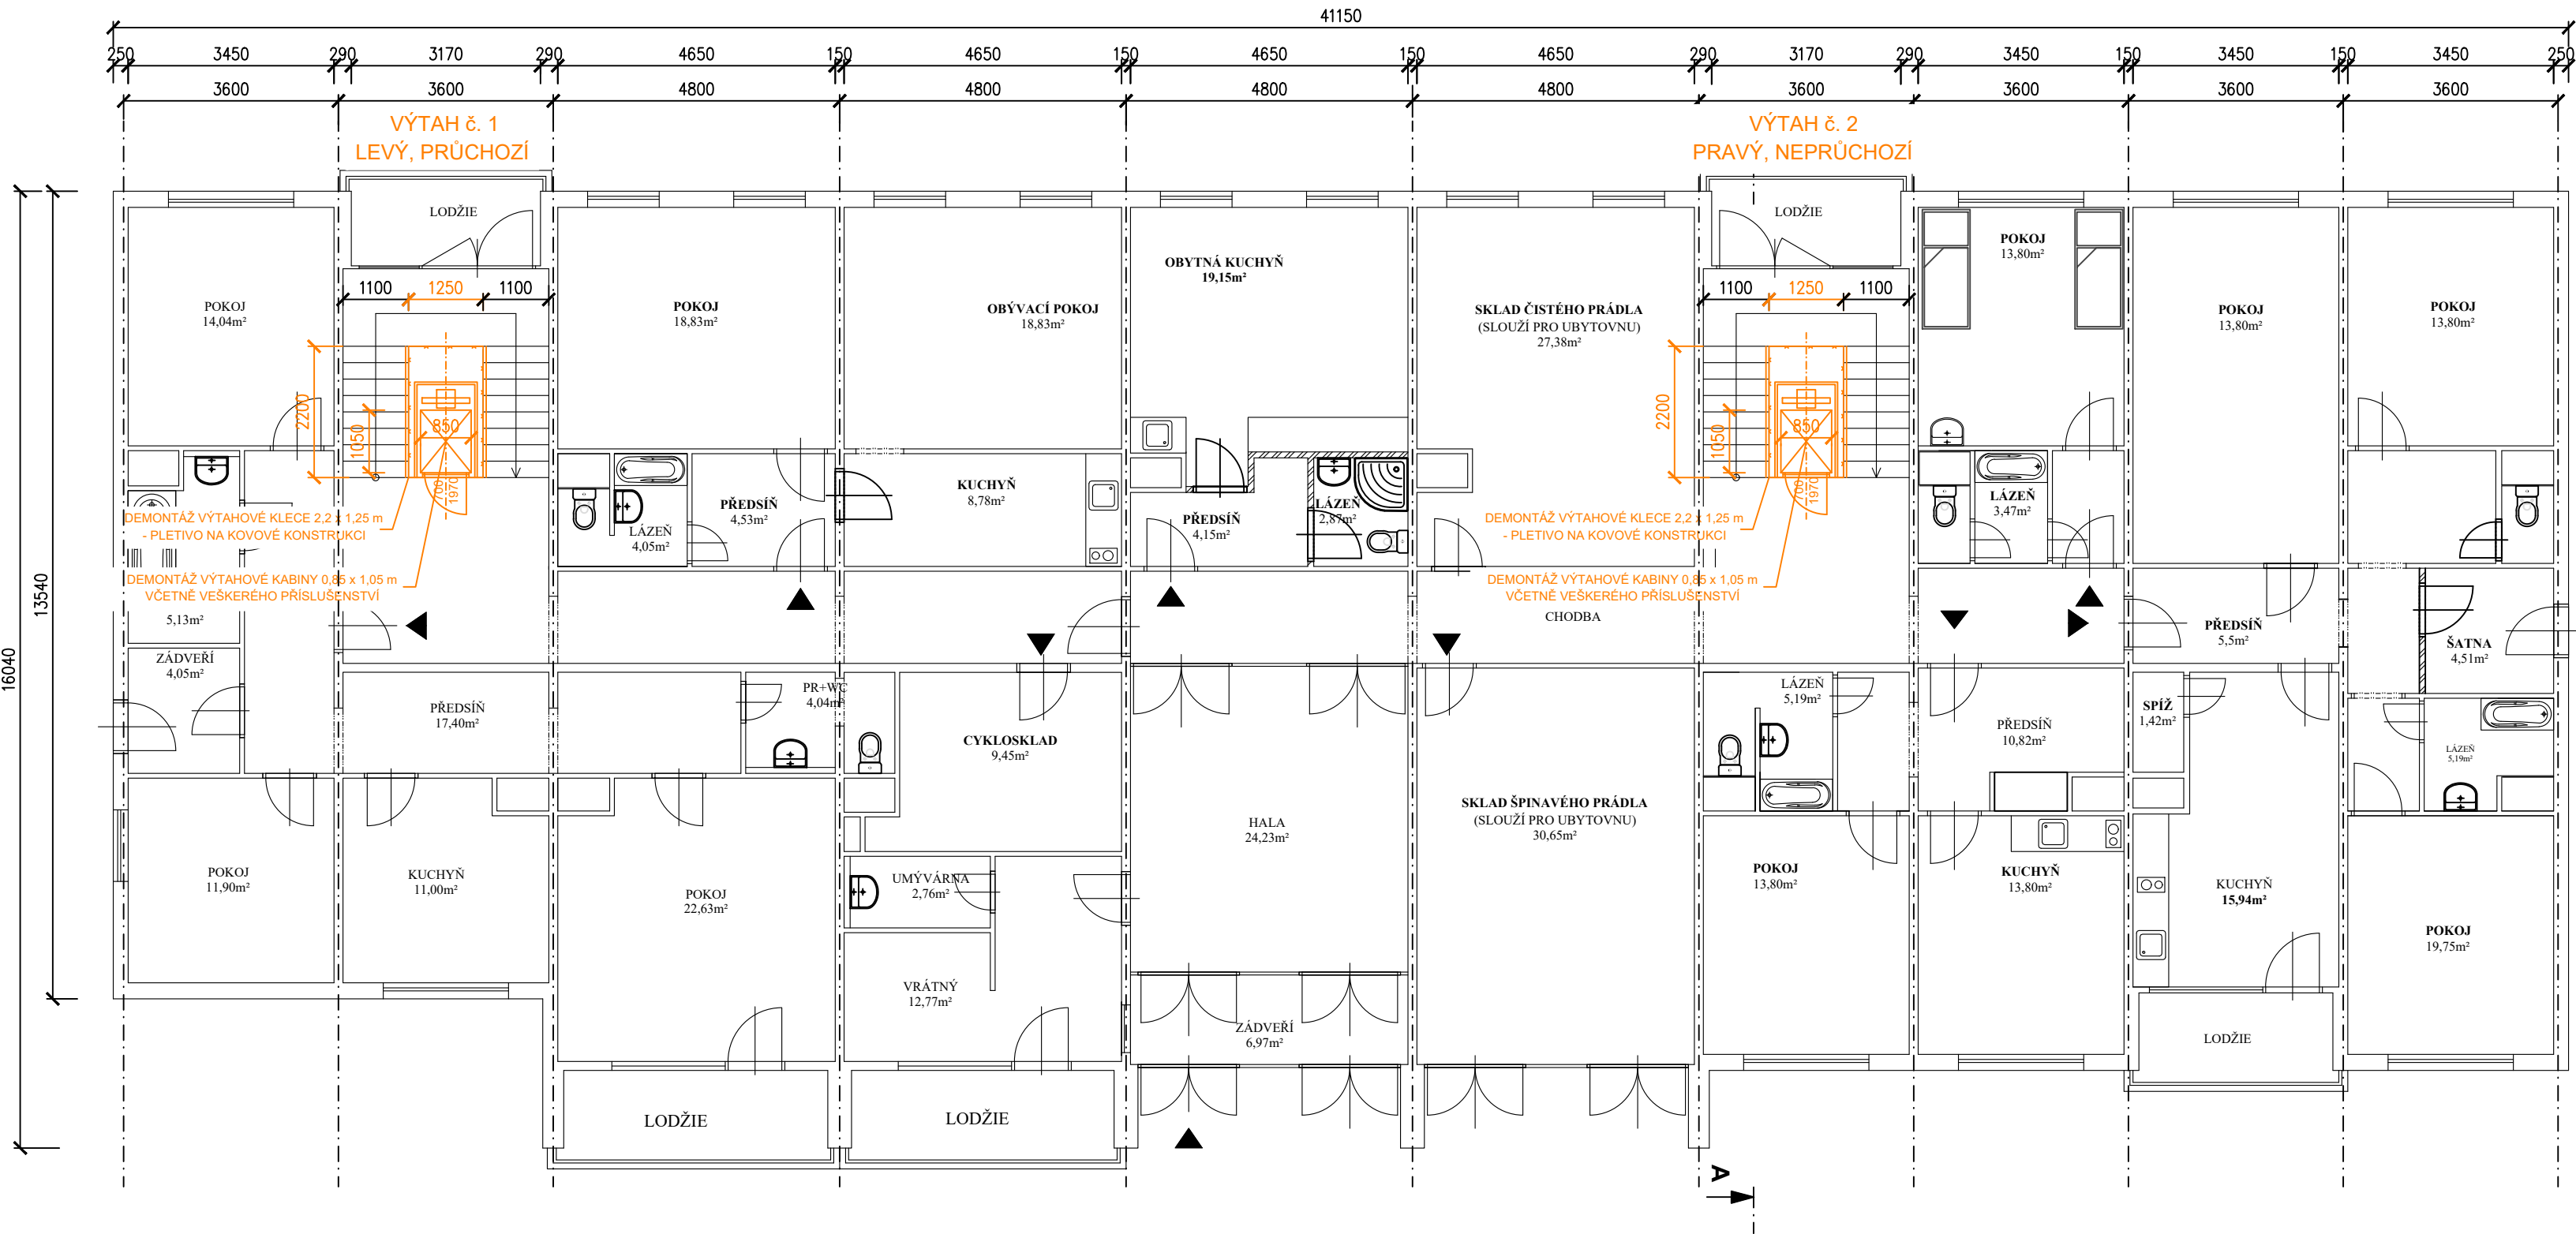 41150
250 3450 290 3170 290 4650 150 4650 150 4650 150 4650 290 3170 290 3450 150 3450 150 3450 250
3600 3600 4800 4800 4800 4800 3600 3600 3600 3600
VÝTAH č. 1
LEVÝ, PRŮCHOZÍ
VÝTAH č. 2
PRAVÝ, NEPRŮCHOZÍ
LODŽIE
LODŽIE
1100 1250 1100
1100 1250 1100
POKOJ
14,04m²
POKOJ
18,83m²
OBÝVACÍ POKOJ
18,83m²
OBYTNÁ KUCHYŇ
19,15m²
SKLAD ČISTÉHO PRÁDLA
(SLOUŽÍ PRO UBYTOVNU)
27,38m²
POKOJ
13,80m²
POKOJ
13,80m²
POKOJ
13,80m²
2200
1050
850
700
1970
2200
1050
850
700
1970
DEMONTÁŽ VÝTAHOVÉ KLECE 2,2 x 1,25 m
- PLETIVO NA KOVOVÉ KONSTRUKCI
DEMONTÁŽ VÝTAHOVÉ KABINY 0,85 x 1,05 m
VČETNĚ VEŠKERÉHO PŘÍSLUŠENSTVÍ
5,13m²
LÁZEŇ
4,05m²
PŘEDSÍŇ
4,53m²
KUCHYŇ
8,78m²
PŘEDSÍŇ
4,15m²
LÁZEŇ
2,87m²
DEMONTÁŽ VÝTAHOVÉ KLECE 2,2 x 1,25 m
- PLETIVO NA KOVOVÉ KONSTRUKCI
DEMONTÁŽ VÝTAHOVÉ KABINY 0,85 x 1,05 m
VČETNĚ VEŠKERÉHO PŘÍSLUŠENSTVÍ
CHODBA
LÁZEŇ
3,47m²
PŘEDSÍŇ
5,5m²
ŠATNA
4,51m²
13540
16040
ZÁDVEŘÍ
4,05m²
PŘEDSÍŇ
17,40m²
PR+WC
4,04m²
CYKLOSKLAD
9,45m²
LÁZEŇ
5,19m²
PŘEDSÍŇ
10,82m²
SPÍŽ
1,42m²
LÁZEŇ
5,19m²
POKOJ
11,90m²
KUCHYŇ
11,00m²
POKOJ
22,63m²
UMÝVÁRNA
2,76m²
HALA
24,23m²
SKLAD ŠPINAVÉHO PRÁDLA
(SLOUŽÍ PRO UBYTOVNU)
30,65m²
POKOJ
13,80m²
KUCHYŇ
13,80m²
KUCHYŇ
15,94m²
POKOJ
19,75m²
VRÁTNÝ
12,77m²
ZÁDVEŘÍ
6,97m²
LODŽIE
LODŽIE
LODŽIE
A